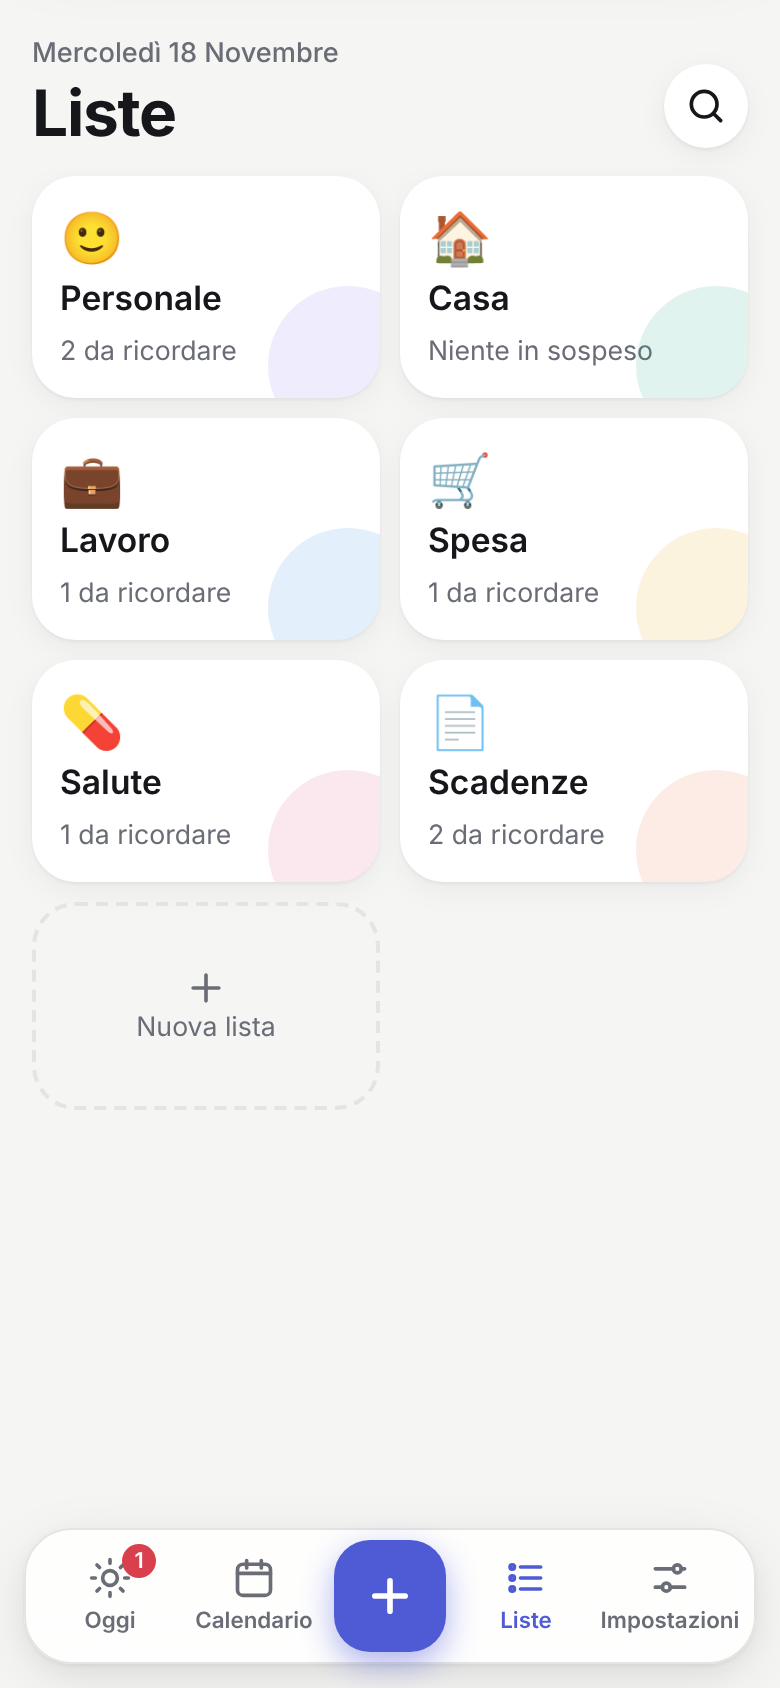 Mercoledì 18 Novembre
Liste
Personale
2 da ricordare
Casa
Niente in sospeso
Lavoro
1 da ricordare
Spesa
1 da ricordare
Salute
1 da ricordare
Scadenze
2 da ricordare
Nuova lista
1
Oggi
Calendario
Liste
Impostazioni